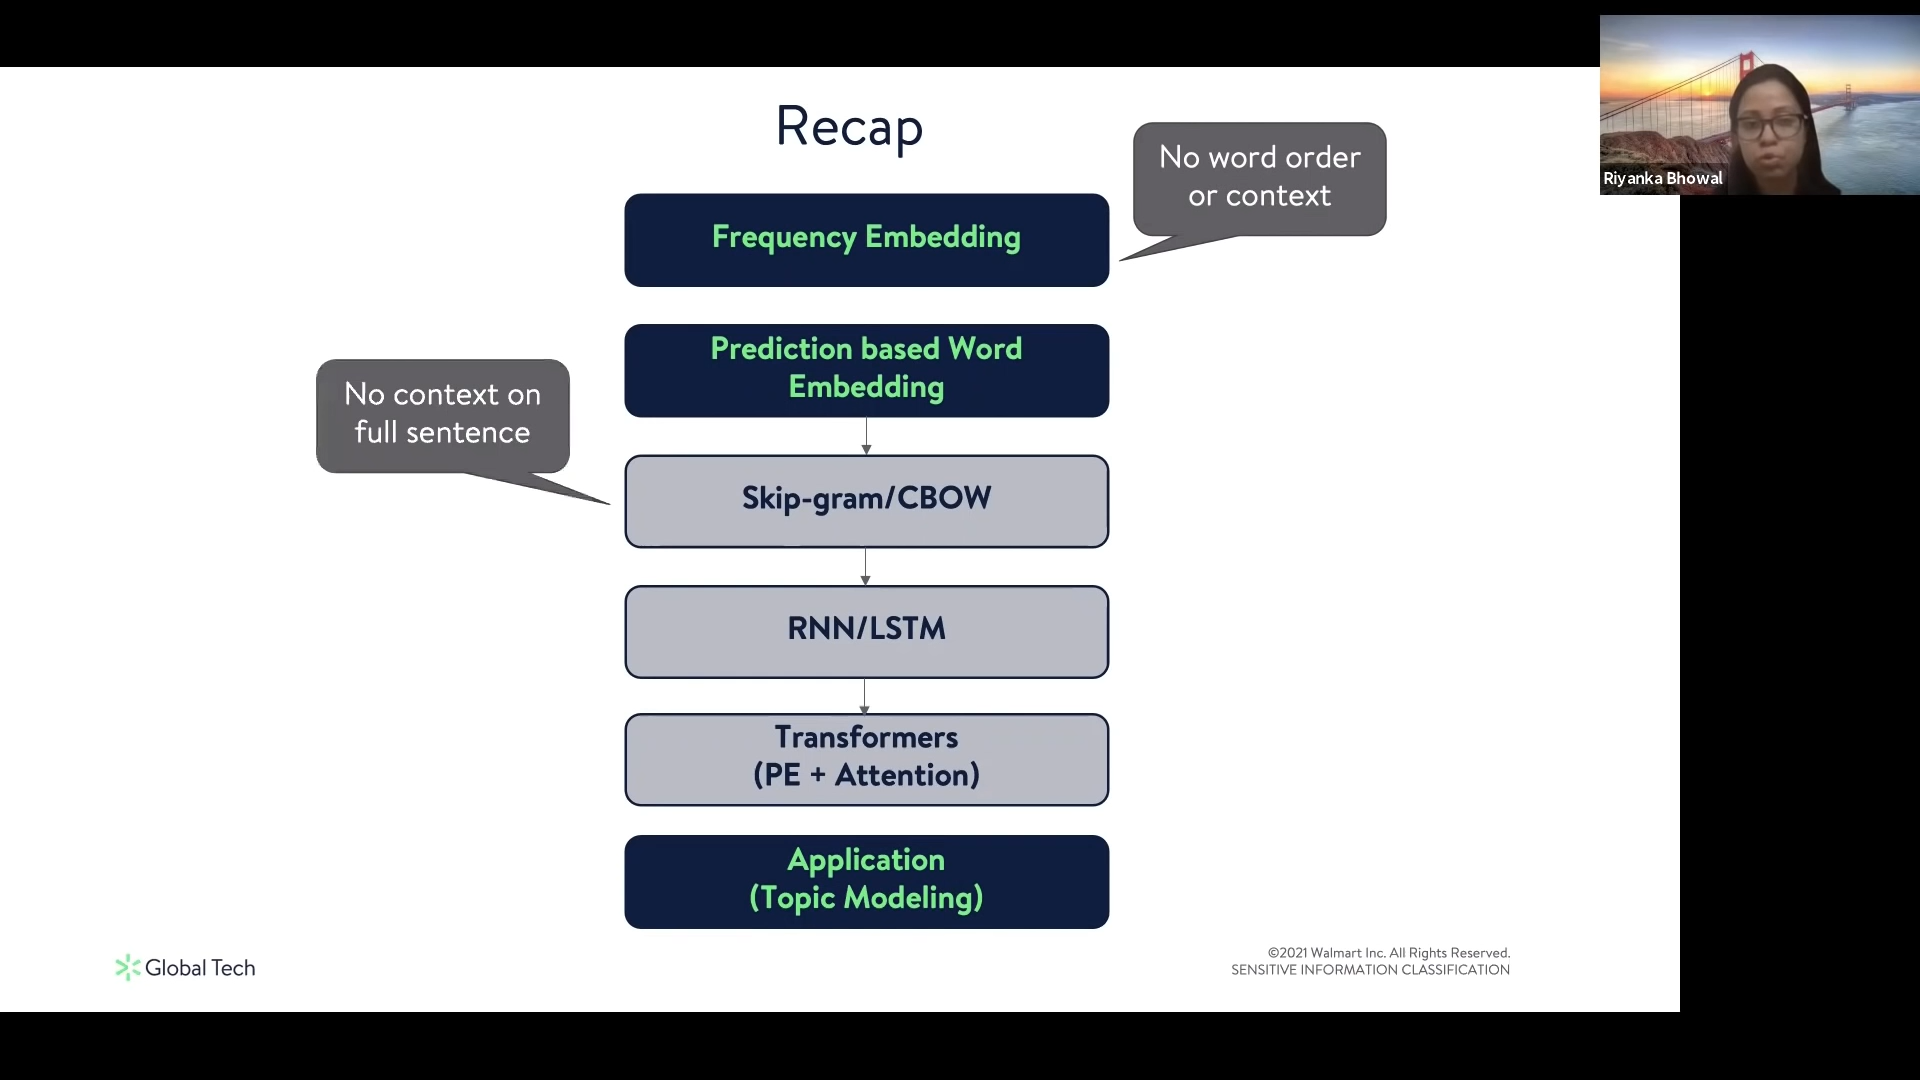 Recap
No word order
or context
Frequency Embedding
Prediction based Word
Embedding
No context on
full sentence
Skip-gram/CBOW
RNN/LSTM
Transformers
(PE + Attention)
Application
(Topic Modeling)
Global Tech
©2021 Walmart Inc. All Rights Reserved.
SENSITIVE INFORMATION CLASSIFICATION
Riyanka Bhowal